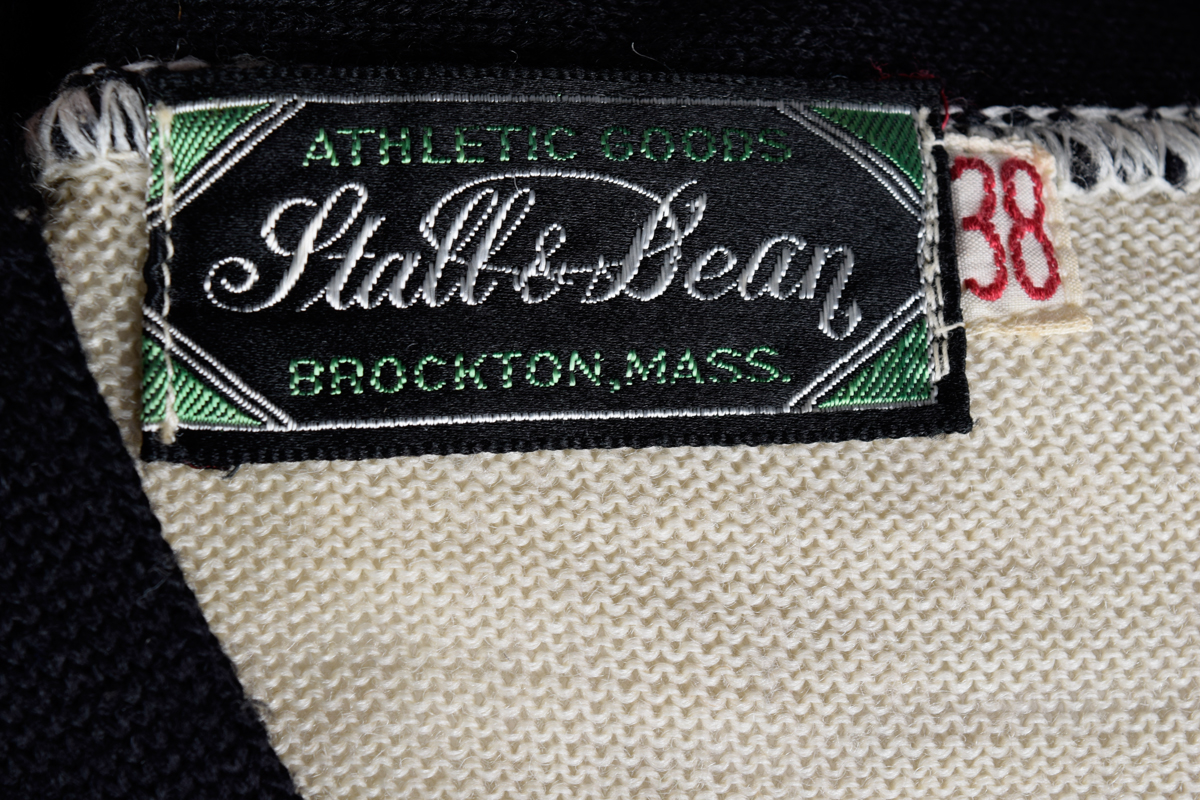 ATHLETIC GOODS
Stall & Dean
BROCKTON, MASS.
38